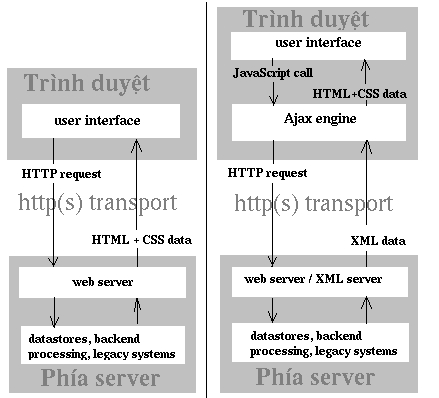 Trình duyệt
user interface
HTTP request
http(s) transport
HTML + CSS data
web server
datastores, backend
processing, legacy systems
Phía server
Trình duyệt
user interface
JavaScript call
HTML+CSS data
Ajax engine
HTTP request
http(s) transport
XML data
web server / XML server
datastores, backend
processing, legacy systems
Phía server